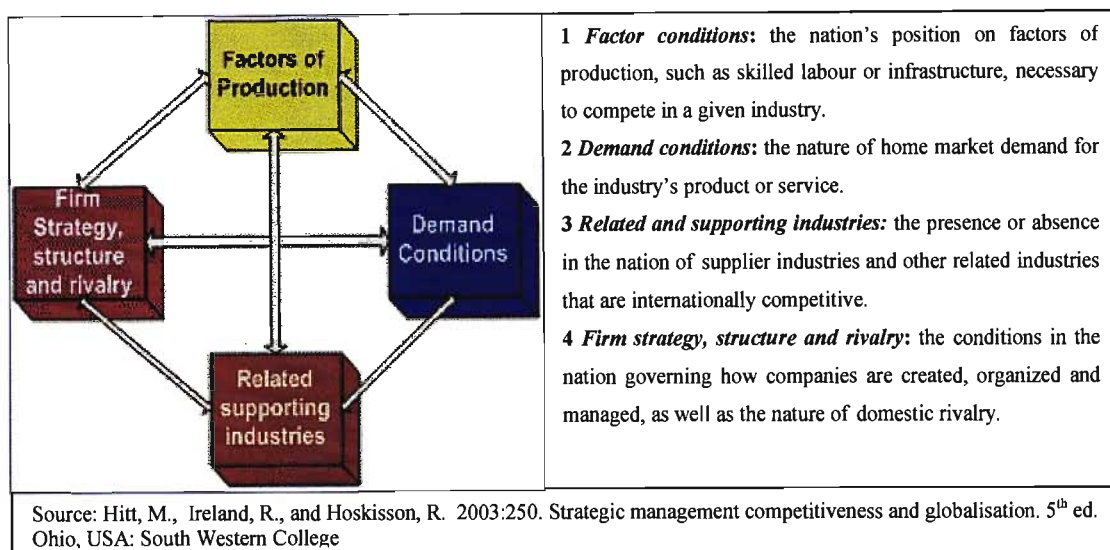 Factors of
Production
Firm
Strategy,
structure
and rivalry
Demand
Conditions
Related
supporting
industries
1 Factor conditions: the nation's position on factors of
production, such as skilled labour or infrastructure, necessary
to compete in a given industry.
2 Demand conditions: the nature of home market demand for
the industry's product or service.
3 Related and supporting industries: the presence or absence
in the nation of supplier industries and other related industries
that are internationally competitive.
4 Firm strategy, structure and rivalry: the conditions in the
nation governing how companies are created, organized and
managed, as well as the nature of domestic rivalry.
Source: Hitt, M., Ireland, R., and Hoskisson, R. 2003:250. Strategic management competitiveness and globalisation. 5th ed.
Ohio, USA: South Western College